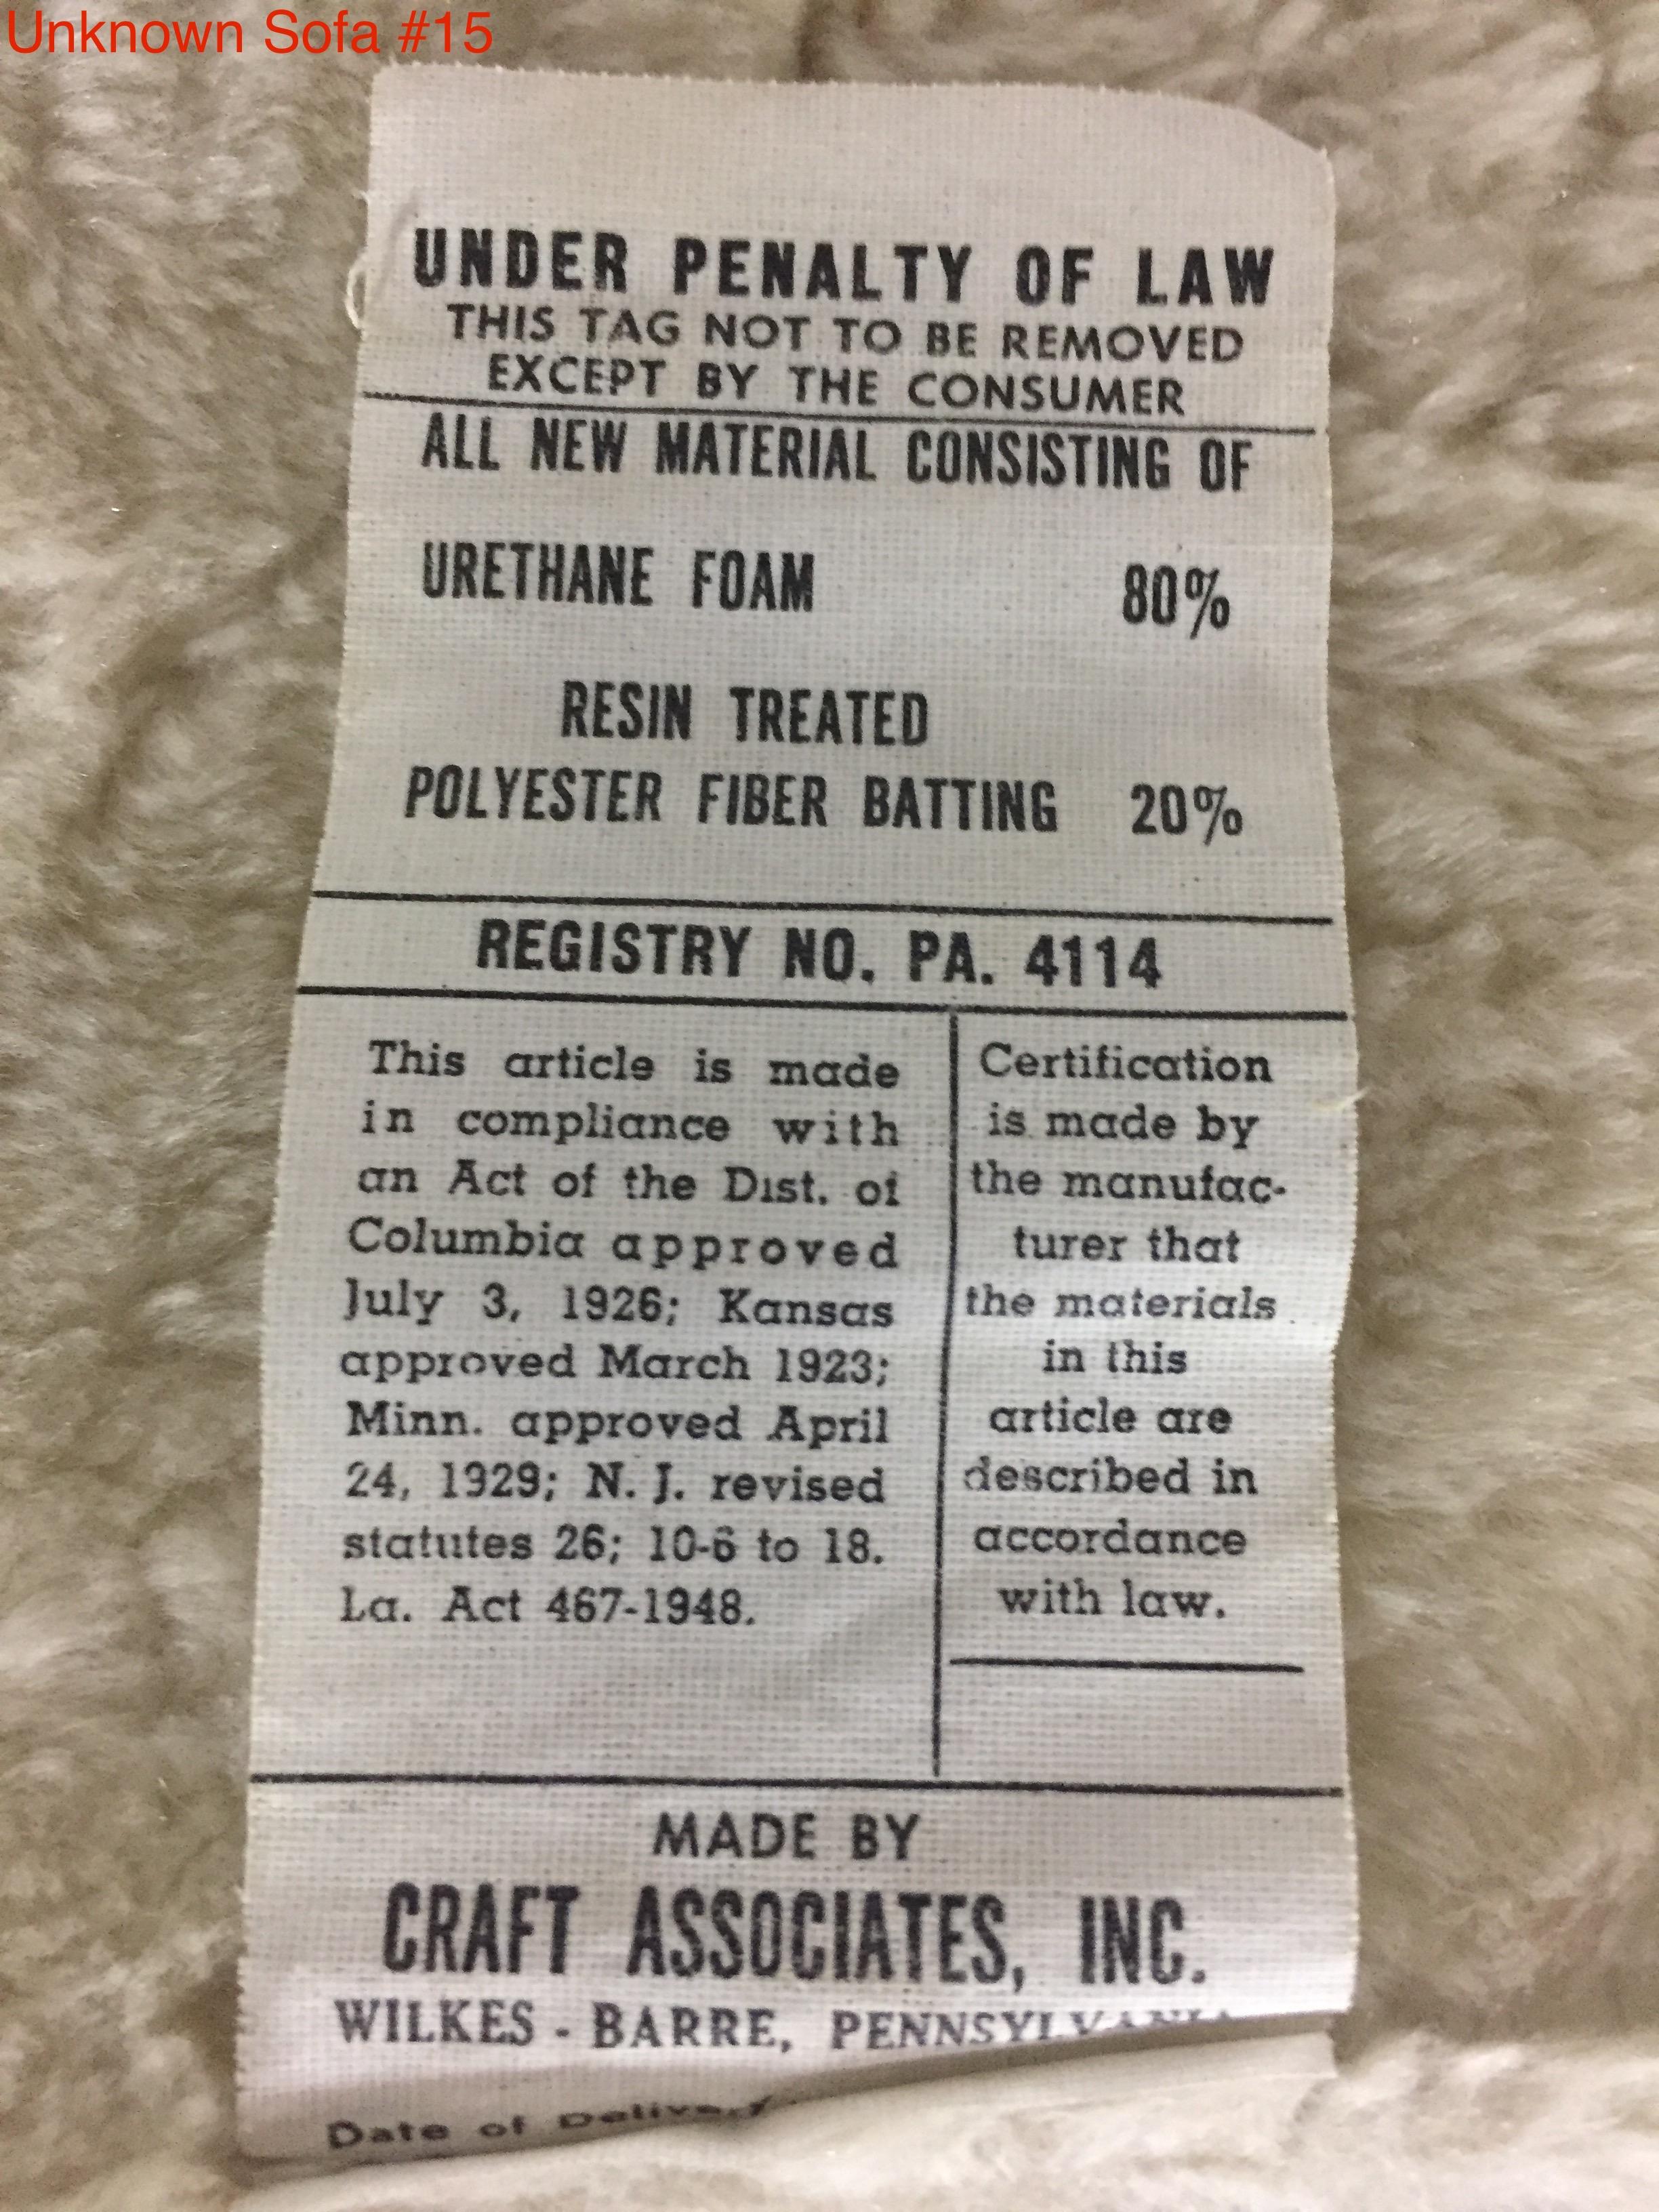 Unknown Sofa #15
UNDER PENALTY OF LAW
THIS TAG NOT TO BE REMOVED
EXCEPT BY THE CONSUMER
ALL NEW MATERIAL CONSISTING OF
URETHANE FOAM 80%
RESIN TREATED
POLYESTER FIBER BATTING 20%
REGISTRY NO. PA. 4114
This article is made
in compliance with
an Act of the Dist. of
Columbia approved
July 3, 1926; Kansas
approved March 1923;
Minn. approved April
24, 1929; N. J. revised
statutes 26; 10-6 to 18.
La. Act 467-1948.
Certification
is made by
the manufac-
turer that
the materials
in this
article are
described in
accordance
with law.
MADE BY
CRAFT ASSOCIATES, INC.
WILKES - BARRE, PENNSYLVANIA
Date of Delivery